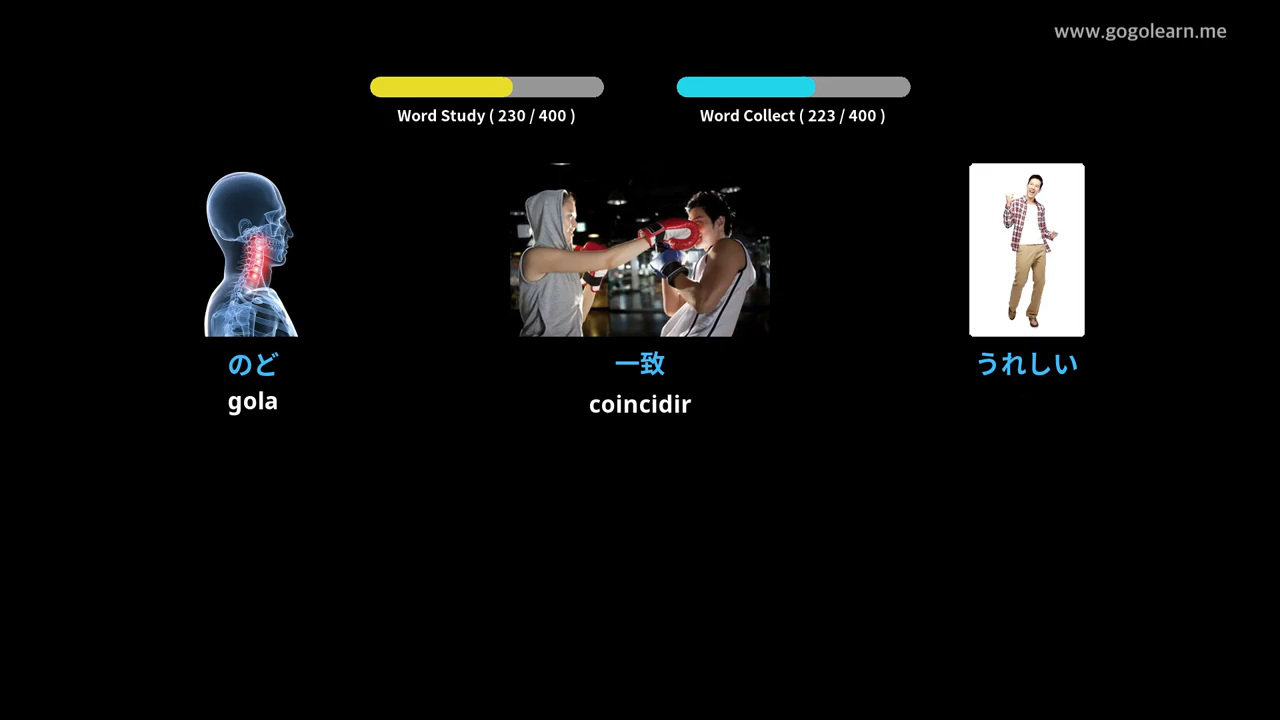 www.gogolearn.me
Word Study ( 230 / 400 )
Word Collect ( 223 / 400 )
のど
一致
うれしい
gola
coincidir